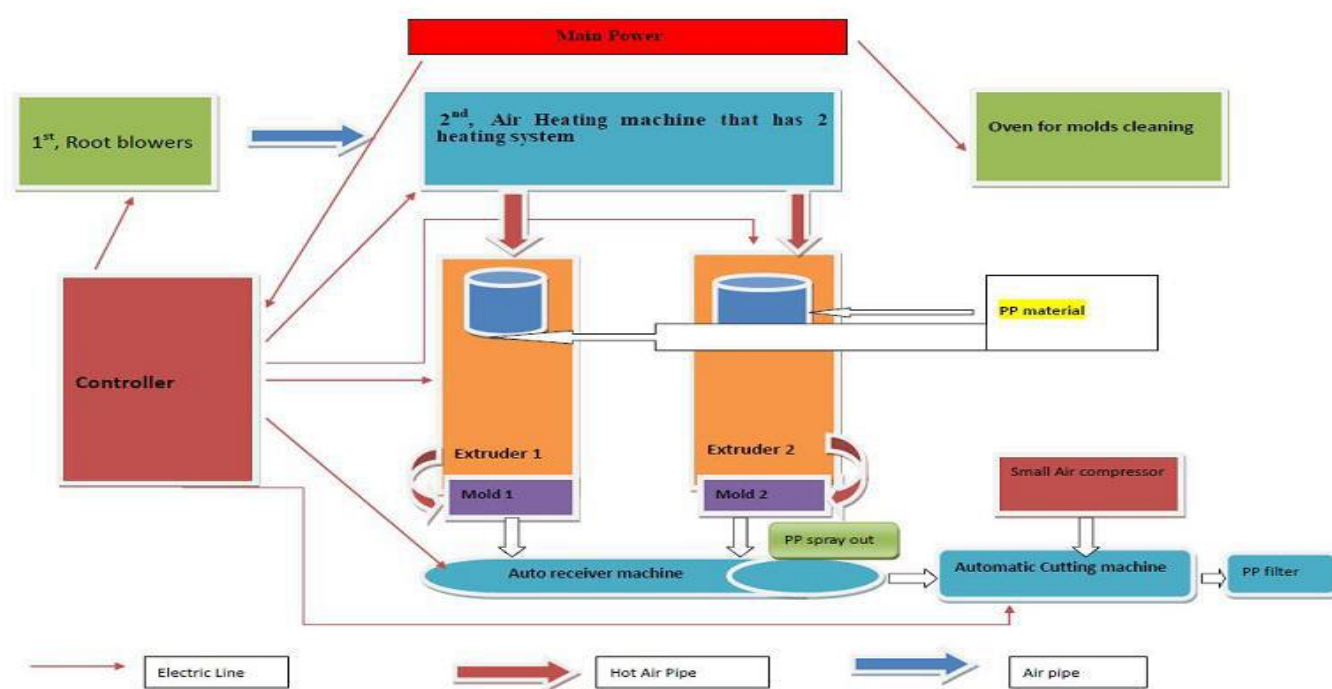 Main Power
1st, Root blowers
2nd, Air Heating machine that has 2
heating system
Oven for molds cleaning
PP material
Controller
Extruder 1
Extruder 2
Mold 1
Mold 2
Small Air compressor
PP spray out
Auto receiver machine
Automatic Cutting machine
PP filter
Electric Line
Hot Air Pipe
Air pipe